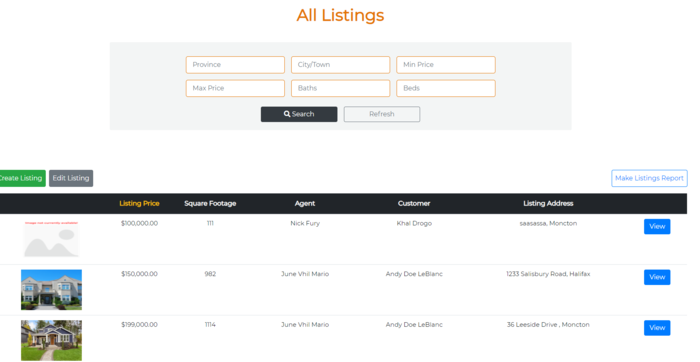 All Listings
Province City/Town Min Price
Max Price Baths Beds
Search Refresh
Create Listing Edit Listing Make Listings Report
Listing Price Square Footage Agent Customer Listing Address
$100,000.00 111 Nick Fury Khal Drogo saasassa, Moncton View
$150,000.00 982 June Vhil Mario Andy Doe LeBlanc 1233 Salisbury Road, Halifax View
$199,000.00 1114 June Vhil Mario Andy Doe LeBlanc 36 Leeside Drive , Moncton View